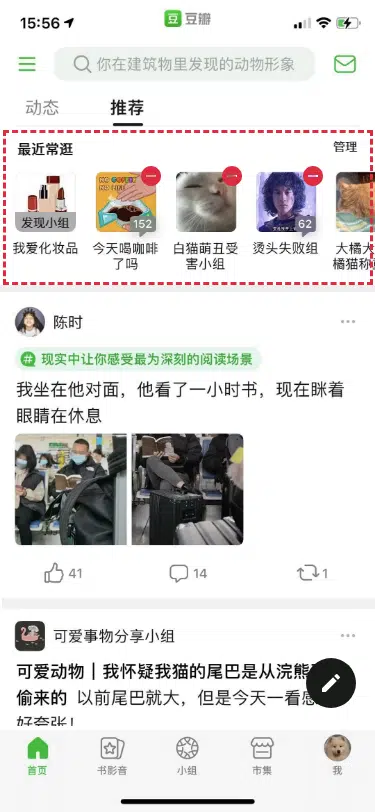 15:56
豆 豆瓣
你在建筑物里发现的动物形象
动态 推荐
最近常逛 管理
发现小组 152 62
我爱化妆品 今天喝咖啡 白猫萌丑受 烫头失败组 大橘大
了吗 害小组 橘猫称
陈时
现实中让你感受最为深刻的阅读场景
我坐在他对面，他看了一小时书，现在眯着
眼睛在休息
41 14 1
可爱事物分享小组
可爱动物｜我怀疑我猫的尾巴是从浣熊
偷来的 以前尾巴就大，但是今天一看感
好夸张！
首页 书影音 小组 市集 我